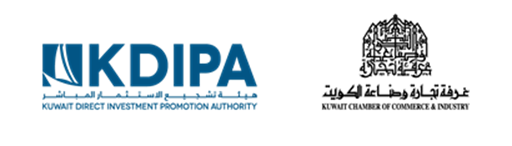 KDIPA
هيئة تشجيع الاستثمار المباشر
KUWAIT DIRECT INVESTMENT PROMOTION AUTHORITY
غرفة تجارة وصناعة الكويت
KUWAIT CHAMBER OF COMMERCE & INDUSTRY